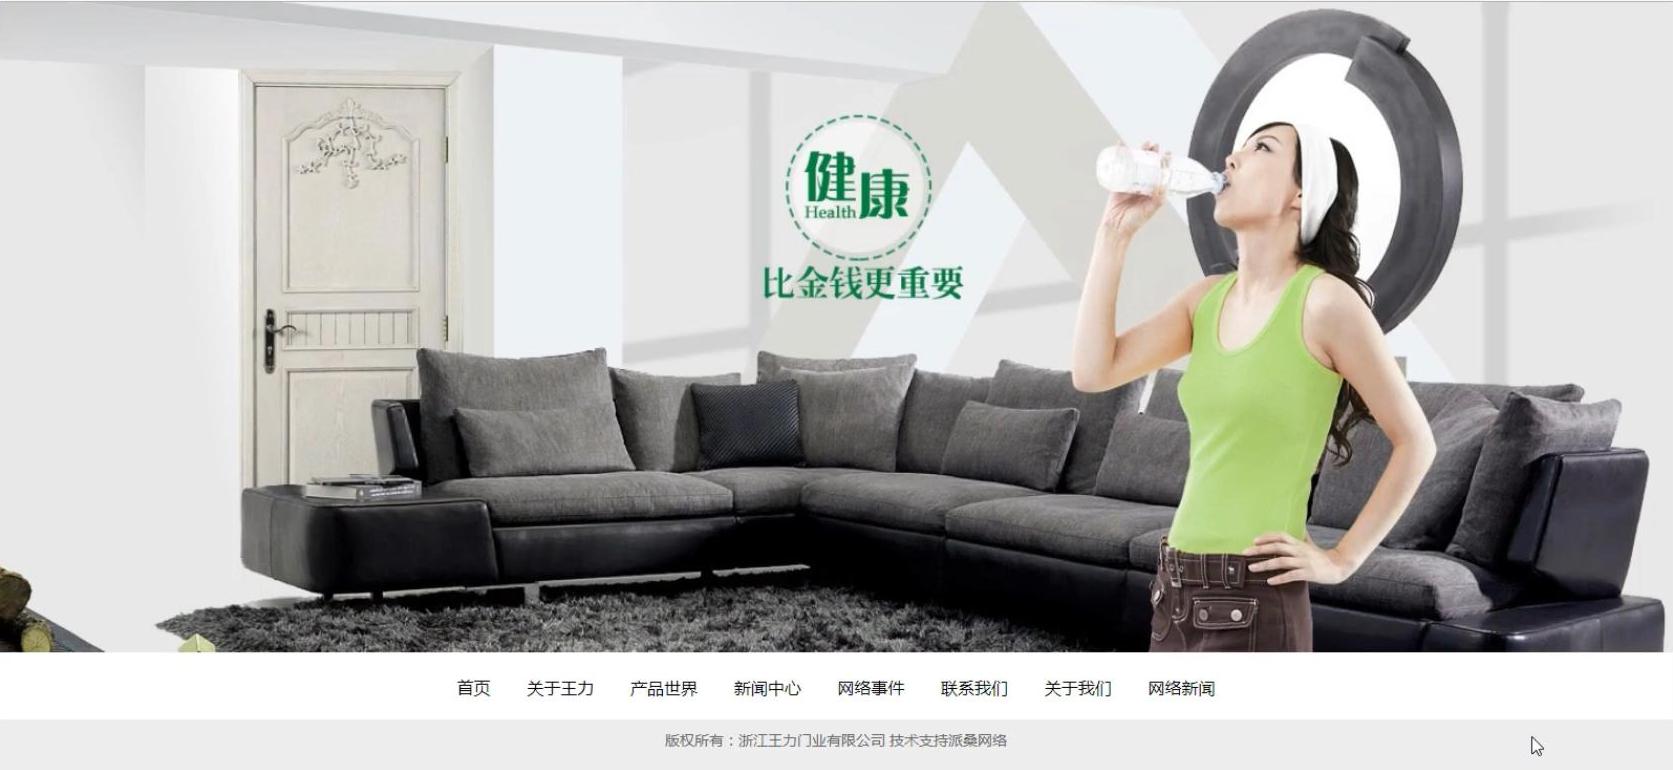 健康
Health
比金钱更重要
首页 关于王力 产品世界 新闻中心 网络事件 联系我们 关于我们 网络新闻
版权所有：浙江王力门业有限公司 技术支持派桑网络